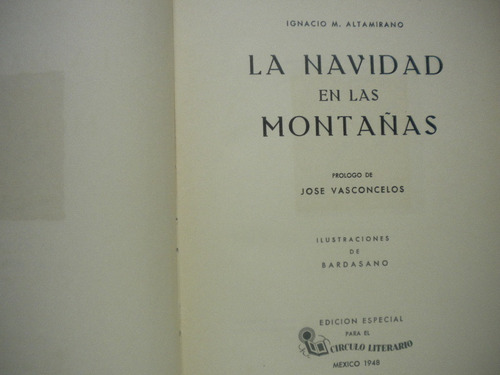 IGNACIO M. ALTAMIRANO
LA NAVIDAD
EN LAS
MONTAÑAS
PROLOGO DE
JOSE VASCONCELOS
ILUSTRACIONES
DE
BARDASANO
EDICION ESPECIAL
PARA EL
CIRCULO LITERARIO
MEXICO 1948